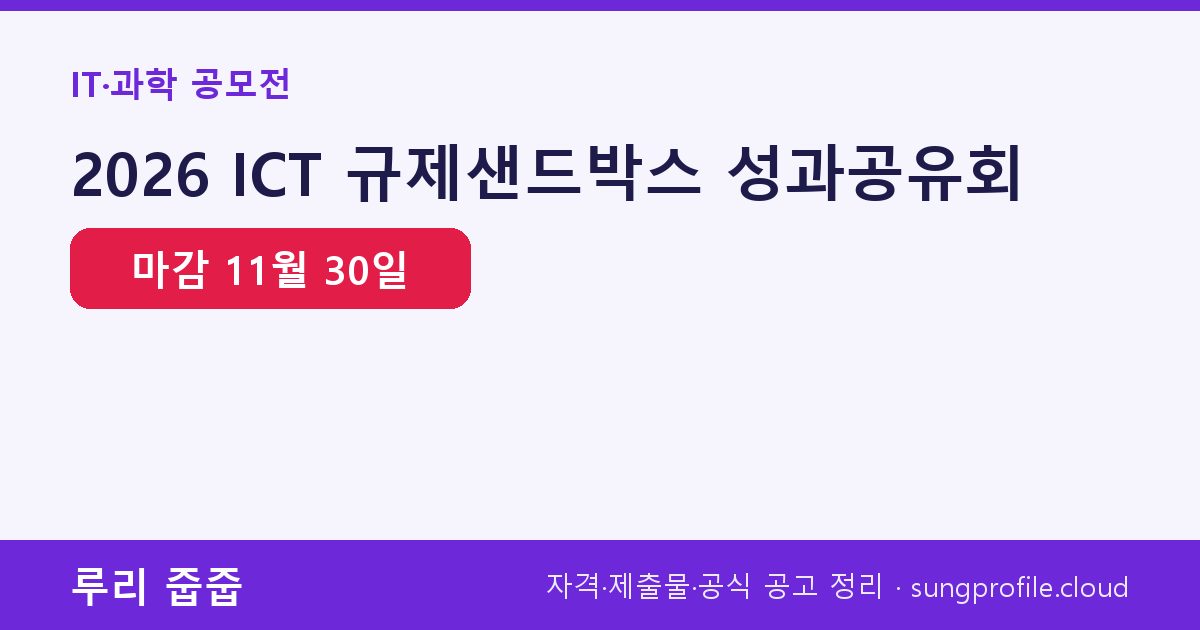 IT·과학 공모전
2026 ICT 규제샌드박스 성과공유회
마감 11월 30일
루리 줍줍
자격·제출물·공식 공고 정리 · sungprofile.cloud